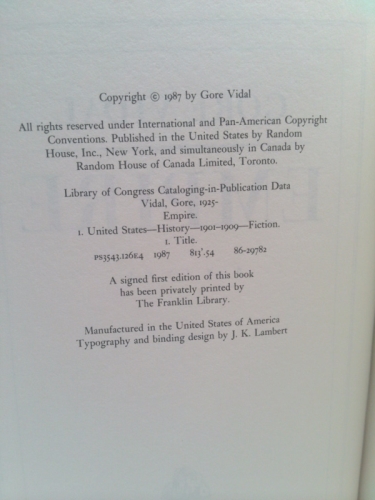 Copyright © 1987 by Gore Vidal
All rights reserved under International and Pan-American Copyright
Conventions. Published in the United States by Random
House, Inc., New York, and simultaneously in Canada by
Random House of Canada Limited, Toronto.
Library of Congress Cataloging-in-Publication Data
Vidal, Gore, 1925-
Empire.
1. United States—History—1901-1909—Fiction.
I. Title.
PS3543.I26E4 1987 813'.54 86-29782
A signed first edition of this book
has been privately printed by
The Franklin Library.
Manufactured in the United States of America
Typography and binding design by J. K. Lambert